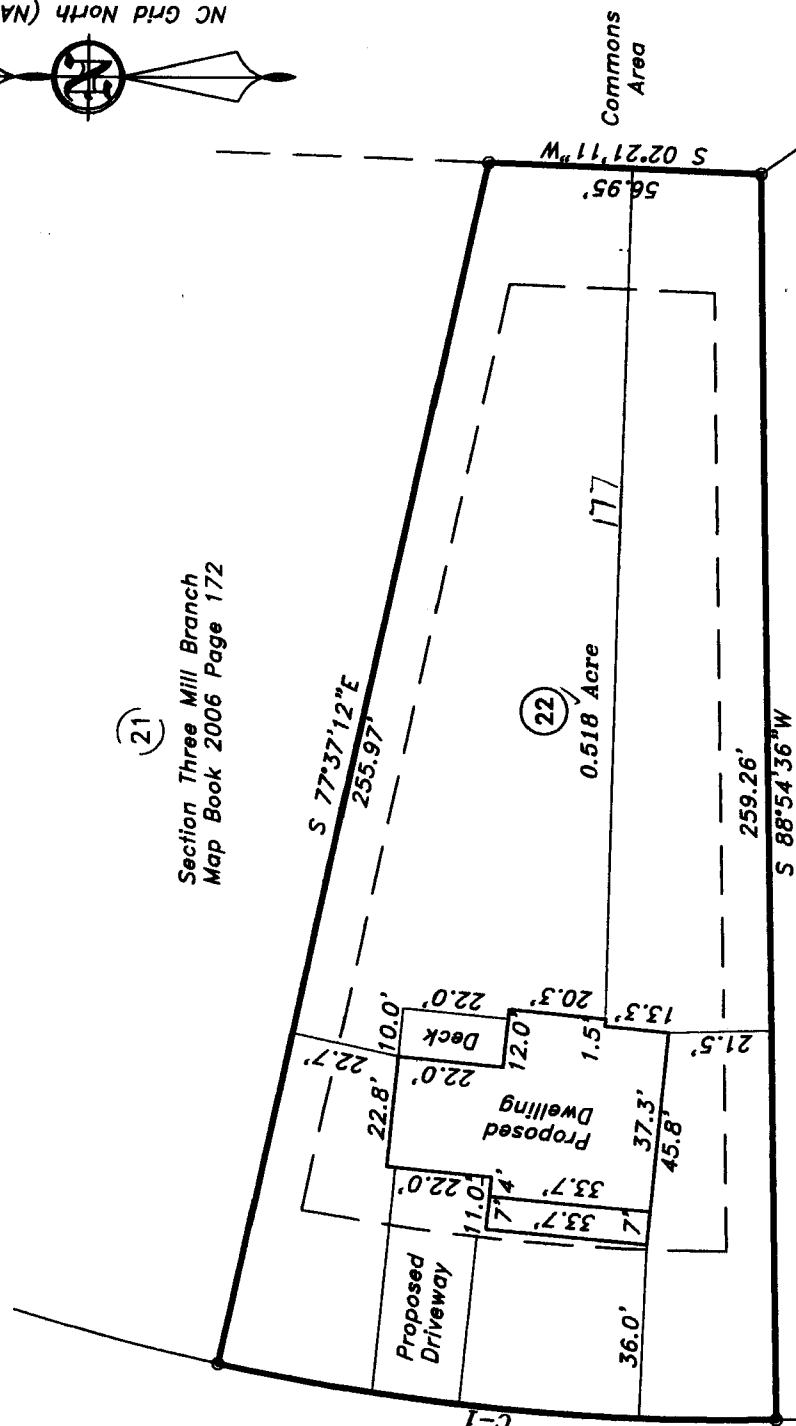 NC Grid North (NA
N
Commons
Area
S 02°21'11"W
56.95'
21
Section Three Mill Branch
Map Book 2006 Page 172
S 77°37'12"E
255.97'
177
22
0.518 Acre
259.26'
S 88°54'36"W
10.0'
22.0'
Deck
22.0'
12.0'
20.3'
1.5'
13.3'
21.5'
22.7'
22.8'
Proposed
Dwelling
37.3'
45.8'
22.0'
11.0'
4'
7'
33.7'
33.7'
7'
Proposed
Driveway
36.0'
C-1